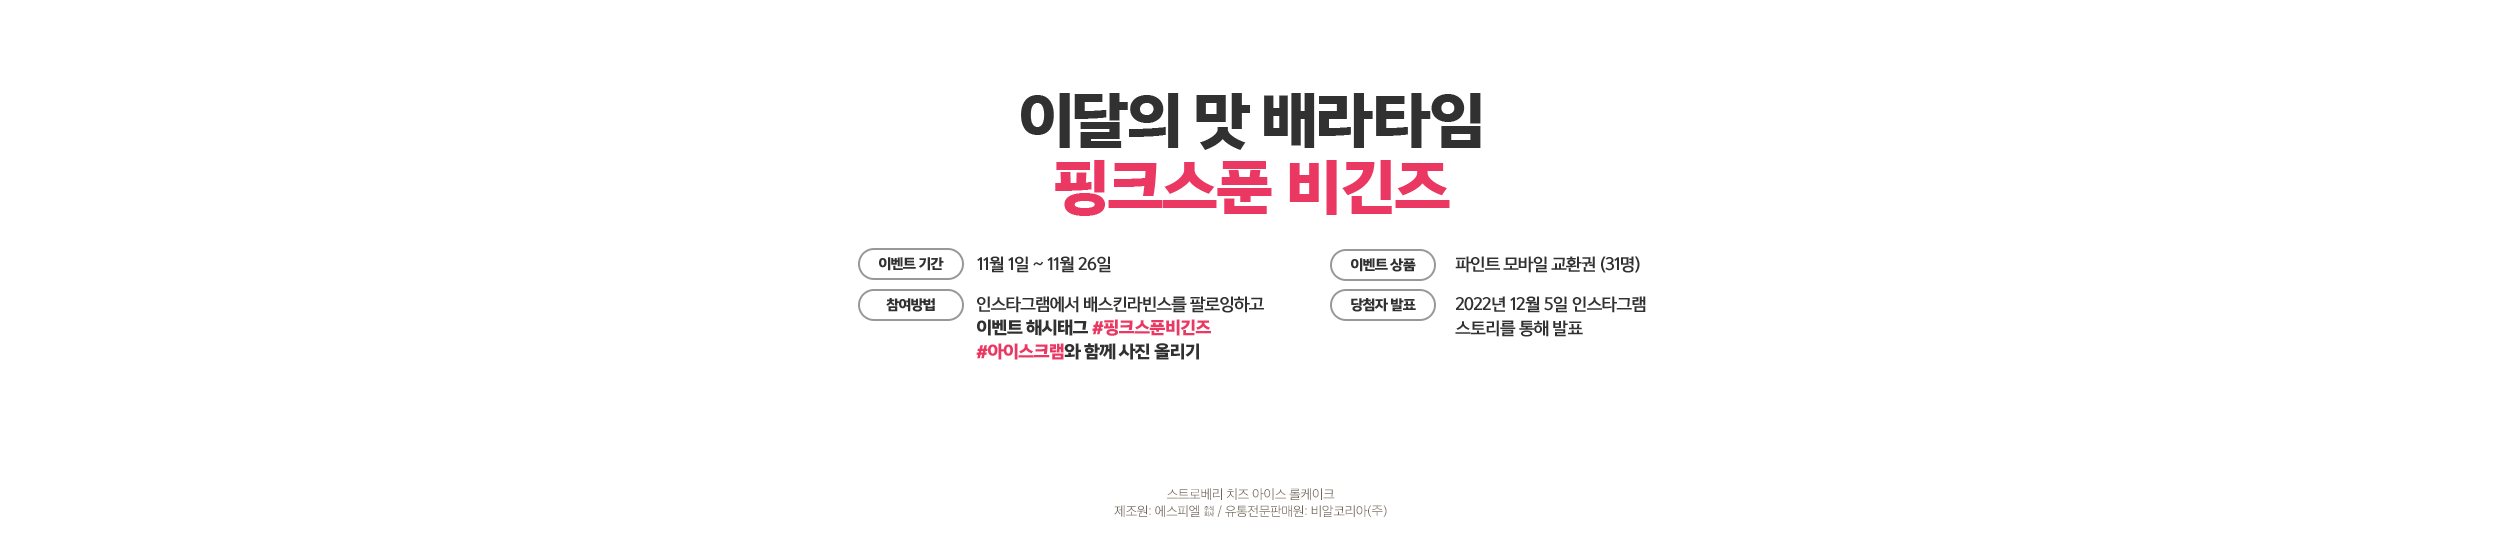 이달의 맛 배라타임
핑크스푼 비긴즈
이벤트 기간 11월 1일 ~ 11월 26일
참여방법 인스타그램에서 배스킨라빈스를 팔로잉하고
이벤트 해시태그 #핑크스푼비긴즈
#아이스크램와 함께 사진 올리기
이벤트 상품 파인트 모바일 교환권 (31명)
당첨자 발표 2022년 12월 5일 인스타그램
스토리를 통해 발표
스트로베리 치즈 아이스 롤케이크
제조원: 에스피엘 ㈜ / 유통전문판매원: 비알코리아(주)